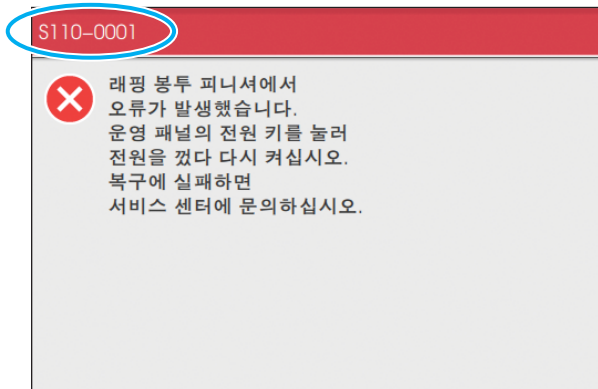 S110-0001
래핑 봉투 피니셔에서
오류가 발생했습니다.
운영 패널의 전원 키를 눌러
전원을 껐다 다시 켜십시오.
복구에 실패하면
서비스 센터에 문의하십시오.